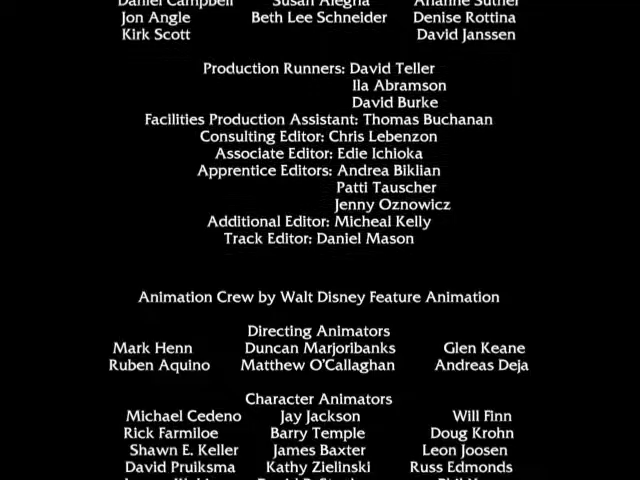 Daniel Campbell Susan Alegria Arianne Sutner
Jon Angle Beth Lee Schneider Denise Rottina
Kirk Scott David Janssen
Production Runners: David Teller
Ila Abramson
David Burke
Facilities Production Assistant: Thomas Buchanan
Consulting Editor: Chris Lebenzon
Associate Editor: Edie Ichioka
Apprentice Editors: Andrea Biklian
Patti Tauscher
Jenny Oznowicz
Additional Editor: Micheal Kelly
Track Editor: Daniel Mason
Animation Crew by Walt Disney Feature Animation
Directing Animators
Mark Henn Duncan Marjoribanks Glen Keane
Ruben Aquino Matthew O'Callaghan Andreas Deja
Character Animators
Michael Cedeno Jay Jackson Will Finn
Rick Farmiloe Barry Temple Doug Krohn
Shawn E. Keller James Baxter Leon Joosen
David Pruiksma Kathy Zielinski Russ Edmonds